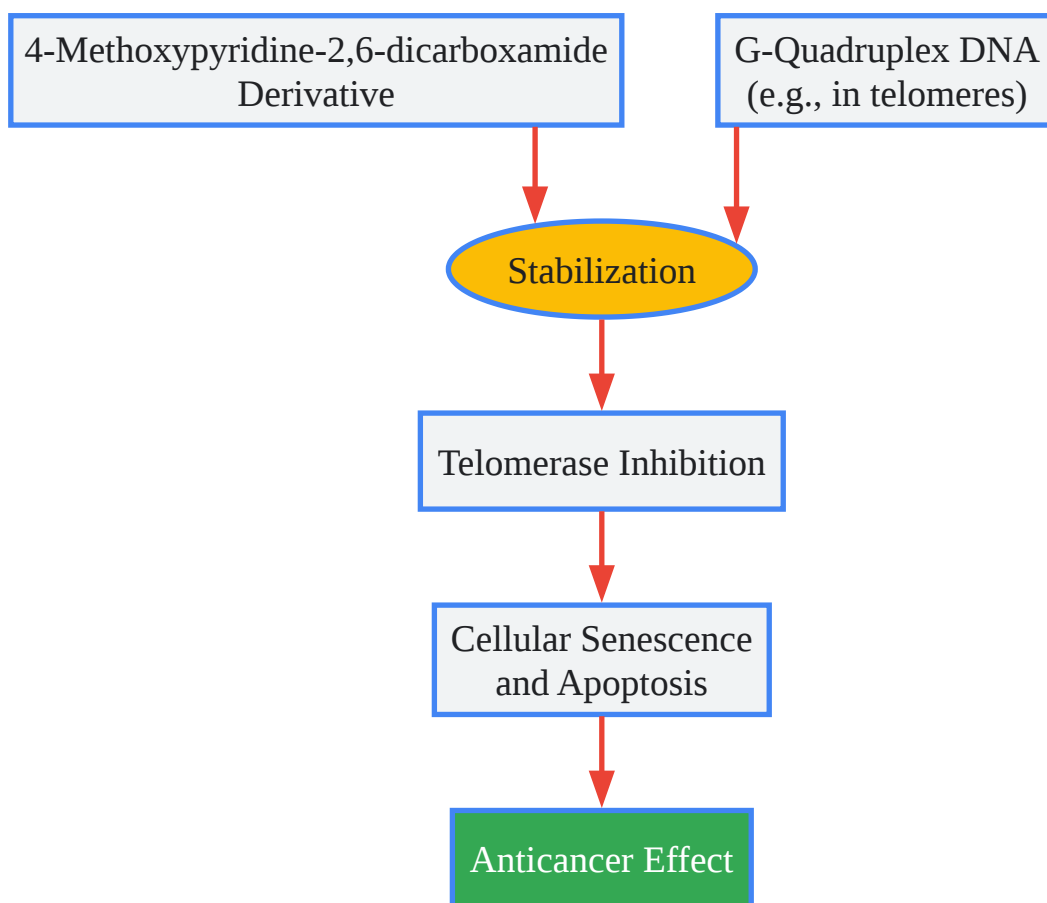 4-Methoxypyridine-2,6-dicarboxamide
Derivative
G-Quadruplex DNA
(e.g., in telomeres)
Stabilization
Telomerase Inhibition
Cellular Senescence
and Apoptosis
Anticancer Effect